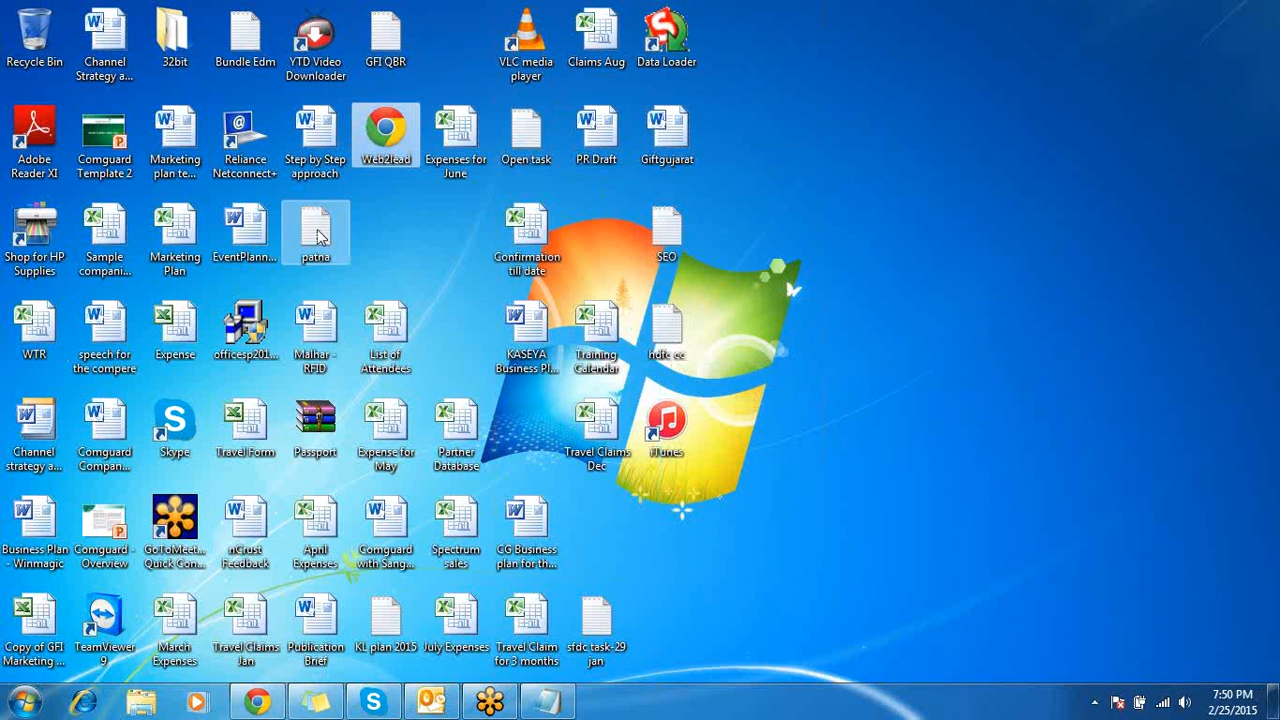 Recycle Bin
Channel
Strategy a...
32bit
Bundle Edm
YTD Video
Downloader
GFI QBR
VLC media
player
Claims Aug
Data Loader
Adobe
Reader XI
Comguard
Template 2
Marketing
plan te...
Reliance
Netconnect+
Step by Step
approach
Web2lead
Expenses for
June
Open task
PR Draft
Giftgujarat
Shop for HP
Supplies
Sample
compani...
Marketing
Plan
EventPlann...
patna
Confirmation
till date
SEO
WTR
speech for
the compere
Expense
officesp201...
Malhar -
RFID
List of
Attendees
KASEYA
Business Pl...
Training
Calendar
hdfc cc
Channel
strategy a...
Comguard
Compan...
Skype
Travel Form
Passport
Expense for
May
Partner
Database
Travel Claims
Dec
iTunes
Business Plan
- Winmagic
Comguard -
Overview
GoToMeet...
Quick Con...
nCrust
Feedback
April
Expenses
Comguard
with Sang...
Spectrum
sales
CG Business
plan for th...
Copy of GFI
Marketing ...
TeamViewer
9
March
Expenses
Travel Claims
Jan
Publication
Brief
KL plan 2015
July Expenses
Travel Claim
for 3 months
sfdc task-29
jan
7:50 PM
2/25/2015